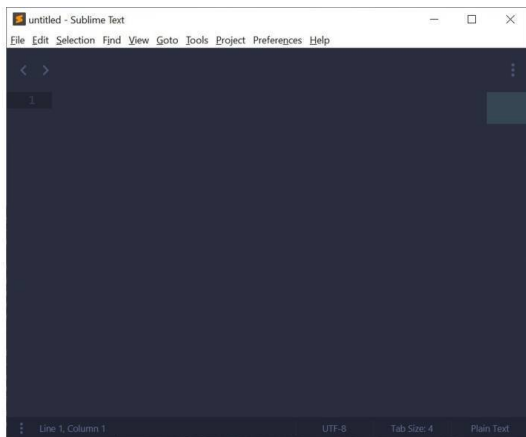 untitled - Sublime Text
File Edit Selection Find View Goto Tools Project Preferences Help
1
Line 1, Column 1 UTF-8 Tab Size: 4 Plain Text